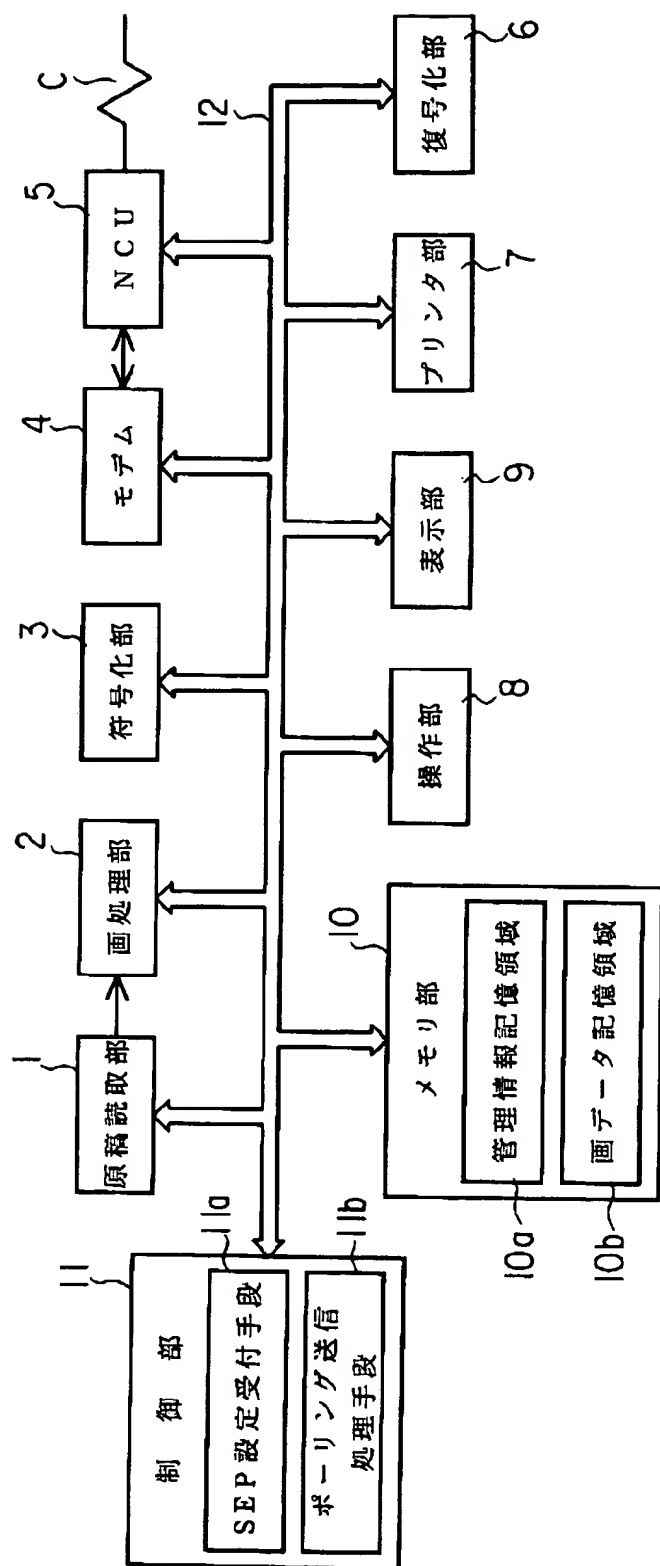 1
原稿読取部
2
画処理部
3
符号化部
4
モデム
5
NCU
C
12
11
制御部
11a
SEP設定受付手段
11b
ポーリング送信
処理手段
10
メモリ部
管理情報記憶領域
10a
画データ記憶領域
10b
操作部
8
表示部
9
プリンタ部
7
復号化部
6